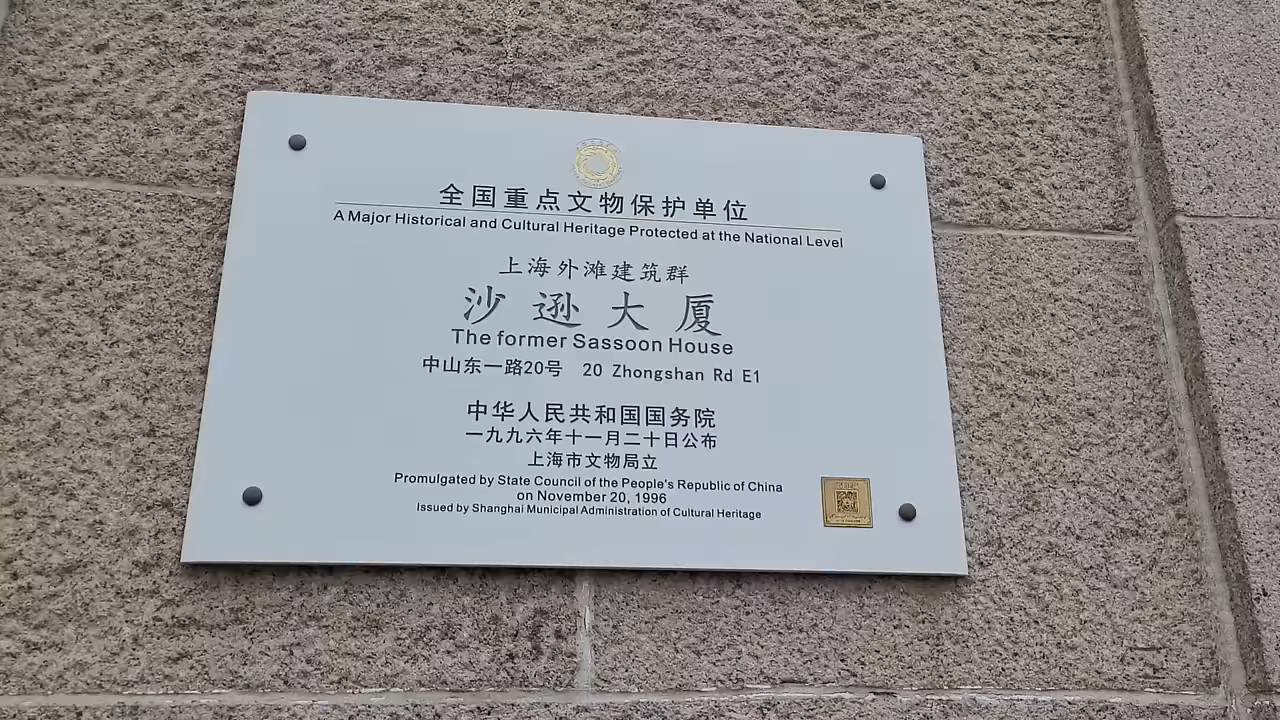 全国重点文物保护单位
A Major Historical and Cultural Heritage Protected at the National Level
上海外滩建筑群
沙逊大厦
The former Sassoon House
中山东一路20号 20 Zhongshan Rd E1
中华人民共和国国务院
一九九六年十一月二十日公布
上海市文物局立
Promulgated by State Council of the People's Republic of China
on November 20, 1996
Issued by Shanghai Municipal Administration of Cultural Heritage